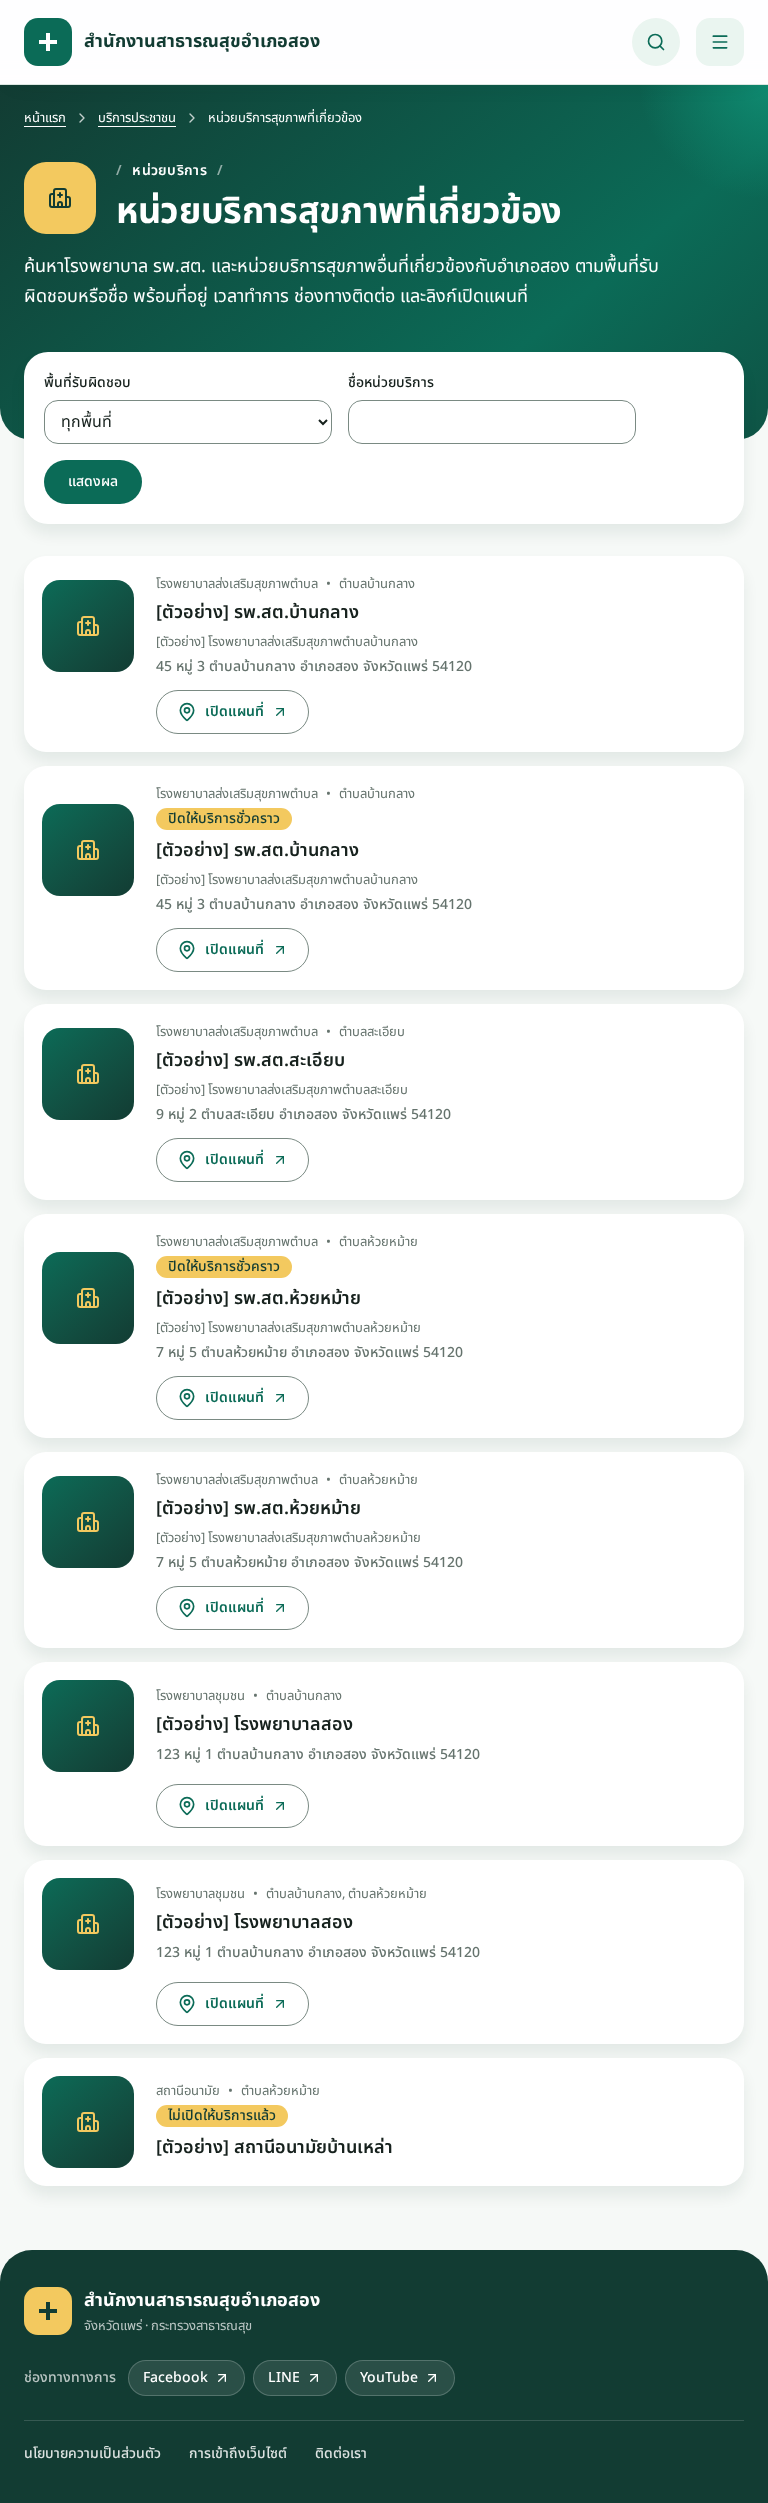 สำนักงานสาธารณสุขอำเภอสอง
หน้าแรก > บริการประชาชน > หน่วยบริการสุขภาพที่เกี่ยวข้อง
/ หน่วยบริการ /
หน่วยบริการสุขภาพที่เกี่ยวข้อง
ค้นหาโรงพยาบาล รพ.สต. และหน่วยบริการสุขภาพอื่นที่เกี่ยวข้องกับอำเภอสอง ตามพื้นที่รับ
ผิดชอบหรือชื่อ พร้อมที่อยู่ เวลาทำการ ช่องทางติดต่อ และลิงก์เปิดแผนที่
พื้นที่รับผิดชอบ ชื่อหน่วยบริการ
ทุกพื้นที่
แสดงผล
โรงพยาบาลส่งเสริมสุขภาพตำบล • ตำบลบ้านกลาง
[ตัวอย่าง] รพ.สต.บ้านกลาง
[ตัวอย่าง] โรงพยาบาลส่งเสริมสุขภาพตำบลบ้านกลาง
45 หมู่ 3 ตำบลบ้านกลาง อำเภอสอง จังหวัดแพร่ 54120
เปิดแผนที่
โรงพยาบาลส่งเสริมสุขภาพตำบล • ตำบลบ้านกลาง
ปิดให้บริการชั่วคราว
[ตัวอย่าง] รพ.สต.บ้านกลาง
[ตัวอย่าง] โรงพยาบาลส่งเสริมสุขภาพตำบลบ้านกลาง
45 หมู่ 3 ตำบลบ้านกลาง อำเภอสอง จังหวัดแพร่ 54120
เปิดแผนที่
โรงพยาบาลส่งเสริมสุขภาพตำบล • ตำบลสะเอียบ
[ตัวอย่าง] รพ.สต.สะเอียบ
[ตัวอย่าง] โรงพยาบาลส่งเสริมสุขภาพตำบลสะเอียบ
9 หมู่ 2 ตำบลสะเอียบ อำเภอสอง จังหวัดแพร่ 54120
เปิดแผนที่
โรงพยาบาลส่งเสริมสุขภาพตำบล • ตำบลห้วยหม้าย
ปิดให้บริการชั่วคราว
[ตัวอย่าง] รพ.สต.ห้วยหม้าย
[ตัวอย่าง] โรงพยาบาลส่งเสริมสุขภาพตำบลห้วยหม้าย
7 หมู่ 5 ตำบลห้วยหม้าย อำเภอสอง จังหวัดแพร่ 54120
เปิดแผนที่
โรงพยาบาลส่งเสริมสุขภาพตำบล • ตำบลห้วยหม้าย
[ตัวอย่าง] รพ.สต.ห้วยหม้าย
[ตัวอย่าง] โรงพยาบาลส่งเสริมสุขภาพตำบลห้วยหม้าย
7 หมู่ 5 ตำบลห้วยหม้าย อำเภอสอง จังหวัดแพร่ 54120
เปิดแผนที่
โรงพยาบาลชุมชน • ตำบลบ้านกลาง
[ตัวอย่าง] โรงพยาบาลสอง
123 หมู่ 1 ตำบลบ้านกลาง อำเภอสอง จังหวัดแพร่ 54120
เปิดแผนที่
โรงพยาบาลชุมชน • ตำบลบ้านกลาง, ตำบลห้วยหม้าย
[ตัวอย่าง] โรงพยาบาลสอง
123 หมู่ 1 ตำบลบ้านกลาง อำเภอสอง จังหวัดแพร่ 54120
เปิดแผนที่
สถานีอนามัย • ตำบลห้วยหม้าย
ไม่เปิดให้บริการแล้ว
[ตัวอย่าง] สถานีอนามัยบ้านเหล่า
สำนักงานสาธารณสุขอำเภอสอง
จังหวัดแพร่ · กระทรวงสาธารณสุข
ช่องทางทางการ Facebook LINE YouTube
นโยบายความเป็นส่วนตัว การเข้าถึงเว็บไซต์ ติดต่อเรา